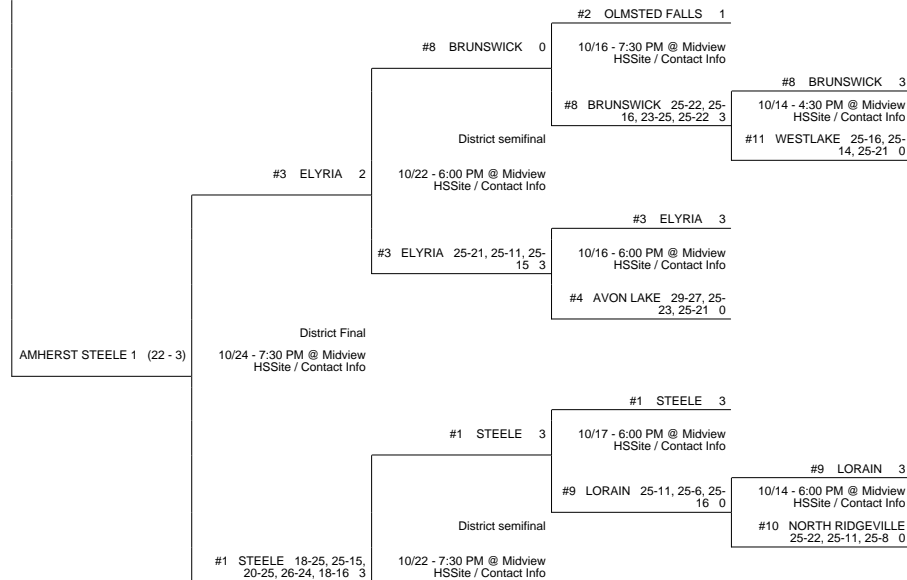 #2 OLMSTED FALLS 1
#8 BRUNSWICK 0
10/16 - 7:30 PM @ Midview
HSSite / Contact Info
#8 BRUNSWICK 3
#8 BRUNSWICK 25-22, 25-
16, 23-25, 25-22 3
10/14 - 4:30 PM @ Midview
HSSite / Contact Info
District semifinal
#11 WESTLAKE 25-16, 25-
14, 25-21 0
#3 ELYRIA 2
10/22 - 6:00 PM @ Midview
HSSite / Contact Info
#3 ELYRIA 3
#3 ELYRIA 25-21, 25-11, 25-
15 3
10/16 - 6:00 PM @ Midview
HSSite / Contact Info
#4 AVON LAKE 29-27, 25-
23, 25-21 0
District Final
AMHERST STEELE 1 (22 - 3)
10/24 - 7:30 PM @ Midview
HSSite / Contact Info
#1 STEELE 3
#1 STEELE 3
10/17 - 6:00 PM @ Midview
HSSite / Contact Info
#9 LORAIN 3
#9 LORAIN 25-11, 25-6, 25-
16 0
10/14 - 6:00 PM @ Midview
HSSite / Contact Info
District semifinal
#10 NORTH RIDGEVILLE
25-22, 25-11, 25-8 0
#1 STEELE 18-25, 25-15,
20-25, 26-24, 18-16 3
10/22 - 7:30 PM @ Midview
HSSite / Contact Info